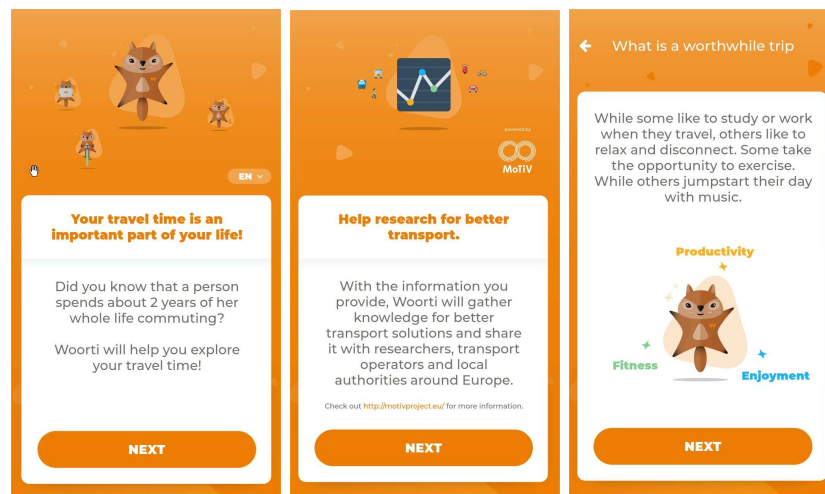 EN
Your travel time is an
important part of your life!
Did you know that a person
spends about 2 years of her
whole life commuting?
Woorti will help you explore
your travel time!
NEXT
powered by
MoTiV
Help research for better
transport.
With the information you
provide, Woorti will gather
knowledge for better
transport solutions and share
it with researchers, transport
operators and local
authorities around Europe.
Check out http://motivproject.eu/ for more information.
NEXT
What is a worthwhile trip
While some like to study or work
when they travel, others like to
relax and disconnect. Some take
the opportunity to exercise.
While others jumpstart their day
with music.
Productivity
Fitness
Enjoyment
NEXT